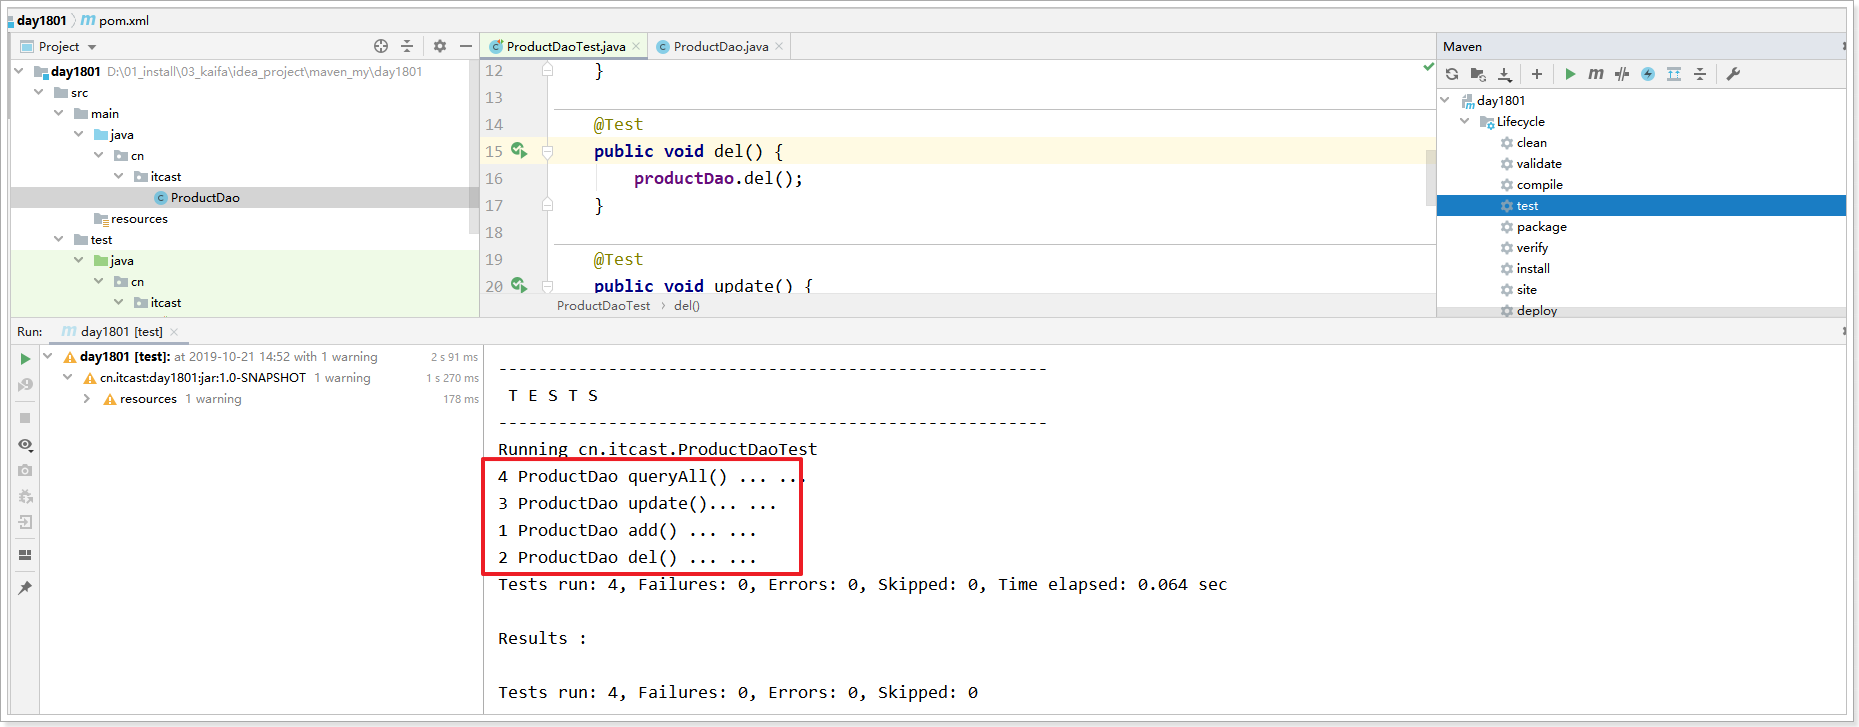 day1801 m pom.xml
Project
day1801 D:\01_install\03_kaifa\idea_project\maven_my\day1801
src
main
java
cn
itcast
ProductDao
resources
test
java
cn
itcast
ProductDaoTest.java
ProductDao.java
12 }
13
14 @Test
15 public void del() {
16 productDao.del();
17 }
18
19 @Test
20 public void update() {
ProductDaoTest > del()
Maven
day1801
Lifecycle
clean
validate
compile
test
package
verify
install
site
deploy
Run: m day1801 [test]
day1801 [test]: at 2019-10-21 14:52 with 1 warning 2 s 91 ms
cn.itcast:day1801:jar:1.0-SNAPSHOT 1 warning 1 s 270 ms
resources 1 warning 178 ms
-------------------------------------------------------
T E S T S
-------------------------------------------------------
Running cn.itcast.ProductDaoTest
4 ProductDao queryAll() ... ...
3 ProductDao update()... ...
1 ProductDao add() ... ...
2 ProductDao del() ... ...
Tests run: 4, Failures: 0, Errors: 0, Skipped: 0, Time elapsed: 0.064 sec
Results :
Tests run: 4, Failures: 0, Errors: 0, Skipped: 0